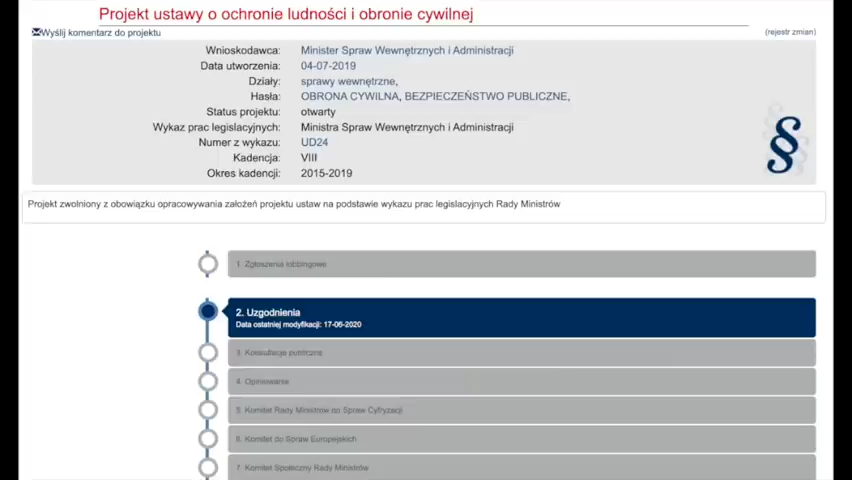 Projekt ustawy o ochronie ludności i obronie cywilnej
Wyślij komentarz do projektu
(rejestr zmian)
Wnioskodawca: Minister Spraw Wewnętrznych i Administracji
Data utworzenia: 04-07-2019
Działy: sprawy wewnętrzne,
Hasła: OBRONA CYWILNA, BEZPIECZEŃSTWO PUBLICZNE,
Status projektu: otwarty
Wykaz prac legislacyjnych: Ministra Spraw Wewnętrznych i Administracji
Numer z wykazu: UD24
Kadencja: VIII
Okres kadencji: 2015-2019
§
Projekt zwolniony z obowiązku opracowywania założeń projektu ustaw na podstawie wykazu prac legislacyjnych Rady Ministrów
1. Zgłoszenia lobbingowe
2. Uzgodnienia
Data ostatniej modyfikacji: 17-06-2020
3. Konsultacje publiczne
4. Opiniowanie
5. Komitet Rady Ministrów do Spraw Cyfryzacji
6. Komitet do Spraw Europejskich
7. Komitet Społeczny Rady Ministrów